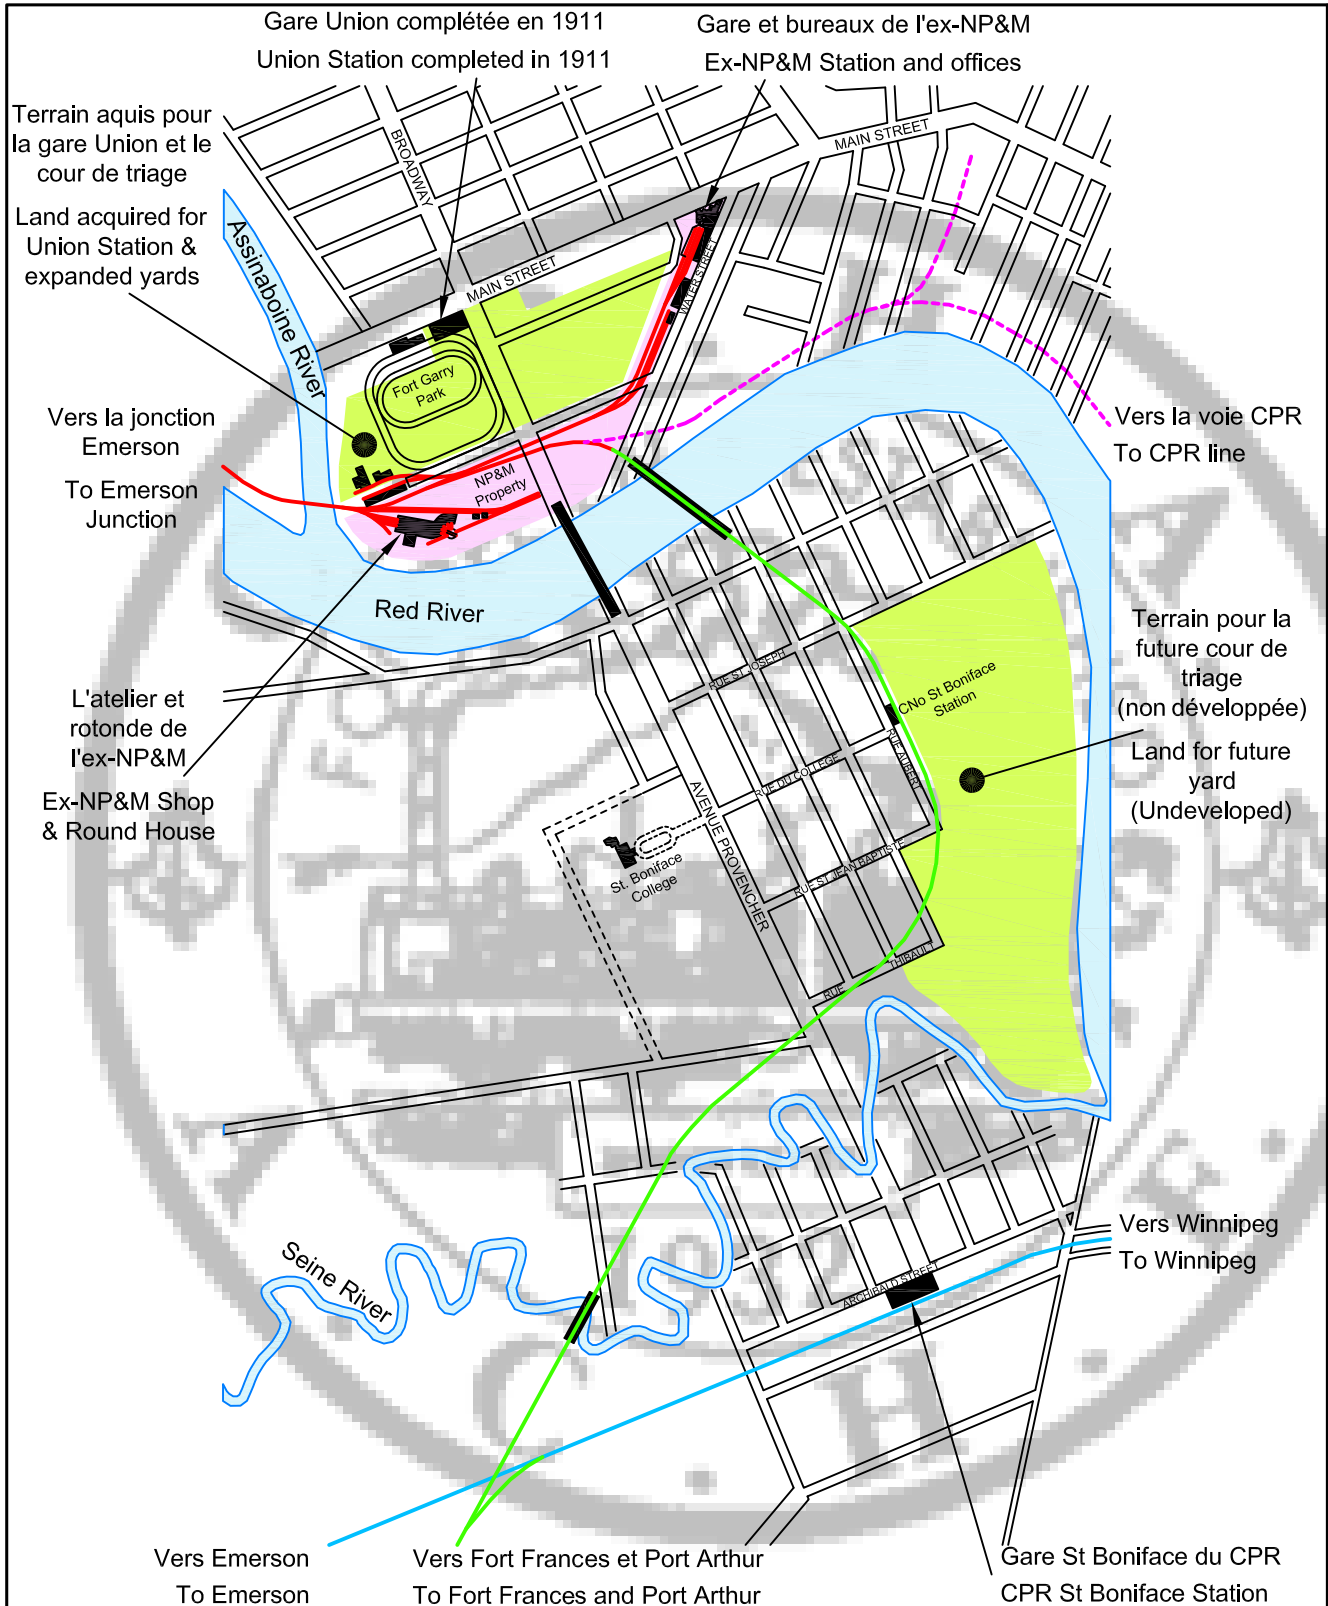 Gare Union complétée en 1911
Union Station completed in 1911
Gare et bureaux de l'ex-NP&M
Ex-NP&M Station and offices
Terrain aquis pour
la gare Union et le
cour de triage
Land acquired for
Union Station &
expanded yards
BROADWAY
MAIN STREET
Assinaboine River
MAIN STREET
WATER STREET
Fort Garry
Park
Vers la jonction
Emerson
To Emerson
Junction
Vers la voie CPR
To CPR line
NP&M
Property
Red River
L'atelier et
rotonde de
l'ex-NP&M
Ex-NP&M Shop
& Round House
Terrain pour la
future cour de
triage
(non développée)
Land for future
yard
(Undeveloped)
RUE ST JOSEPH
CNo St Boniface
Station
RUE AUBERT
RUE DU COLLEGE
AVENUE PROVENCHER
St. Boniface
College
RUE ST JEAN BAPTISTE
RUE THIBAULT
Seine River
Vers Winnipeg
To Winnipeg
ARCHIBALD STREET
Vers Emerson
To Emerson
Vers Fort Frances et Port Arthur
To Fort Frances and Port Arthur
Gare St Boniface du CPR
CPR St Boniface Station